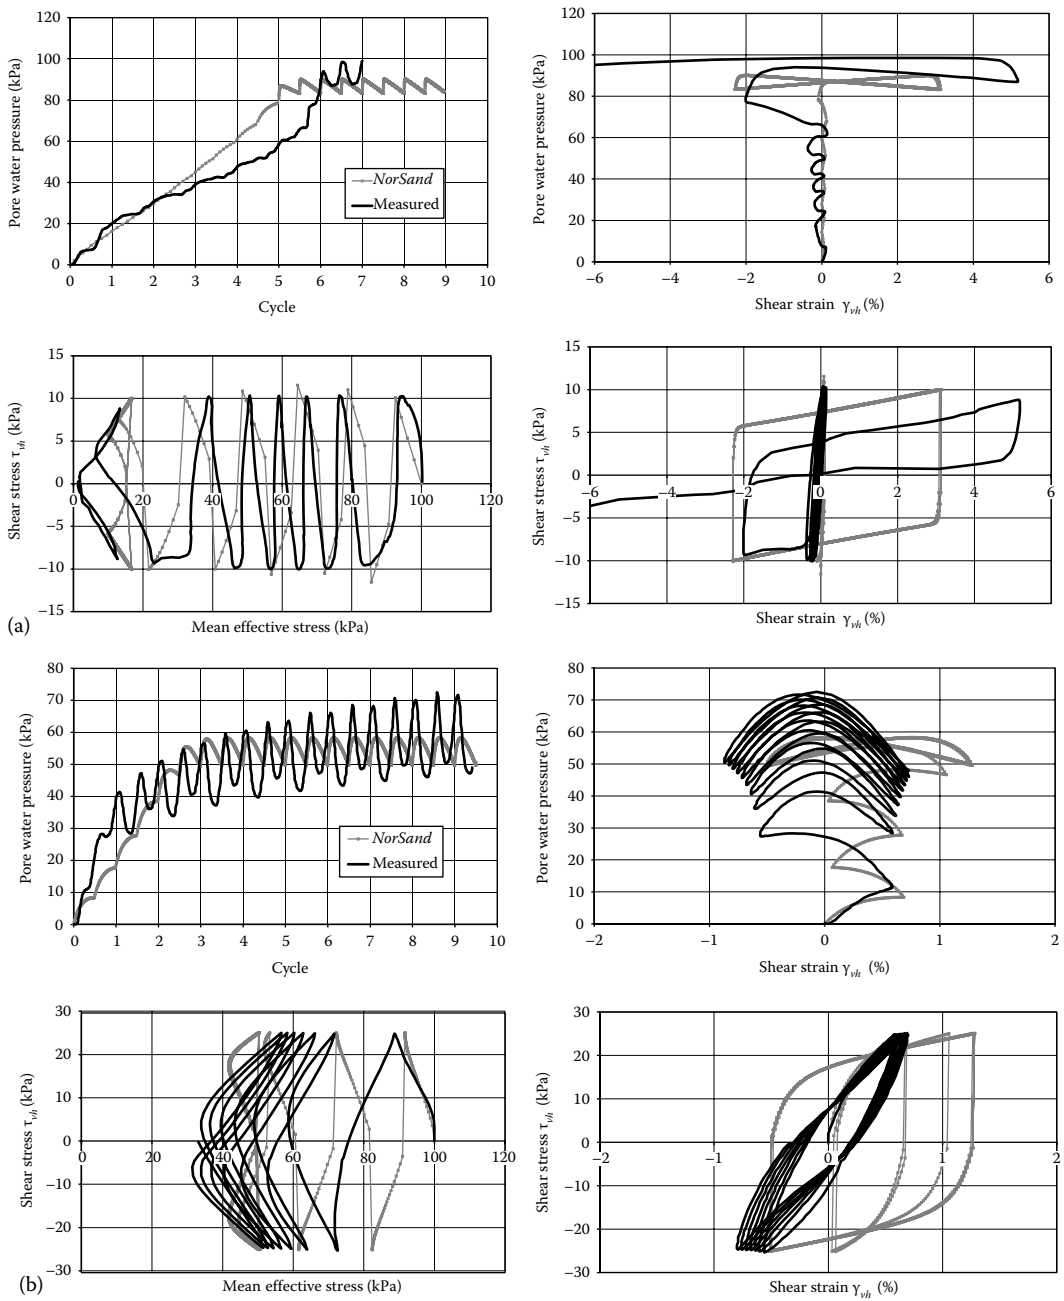 120
100
80
60
40
20
0
0 1 2 3 4 5 6 7 8 9 10
Pore water pressure (kPa)
Cycle
NorSand
Measured
120
100
80
60
40
20
0
−6 −4 −2 0 2 4 6
Pore water pressure (kPa)
Shear strain γvh (%)
15
10
5
0
−5
−10
−15
0 20 40 60 80 100 120
Shear stress τvh (kPa)
Mean effective stress (kPa)
15
10
5
0
−5
−10
−15
−6 −4 −2 0 2 4 6
Shear stress τvh (kPa)
Shear strain γvh (%)
(a)
80
70
60
50
40
30
20
10
0
0 1 2 3 4 5 6 7 8 9 10
Pore water pressure (kPa)
Cycle
NorSand
Measured
80
70
60
50
40
30
20
10
0
−2 −1 0 1 2
Pore water pressure (kPa)
Shear strain γvh (%)
30
20
10
0
−10
−20
−30
0 20 40 60 80 100 120
Shear stress τvh (kPa)
Mean effective stress (kPa)
30
20
10
0
−10
−20
−30
−2 −1 0 1 2
Shear stress τvh (kPa)
Shear strain γvh (%)
(b)